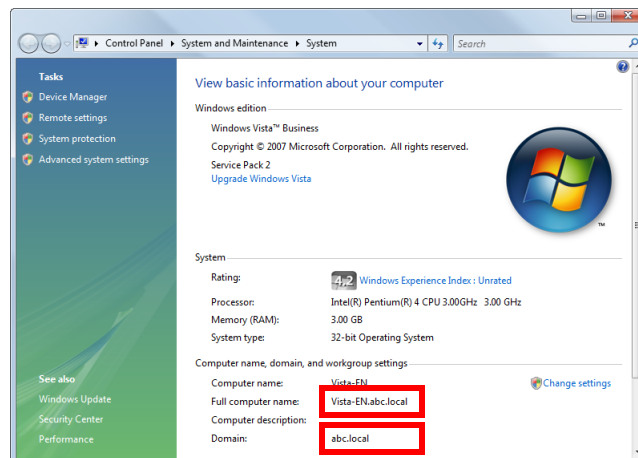 Control Panel ▸ System and Maintenance ▸ System
Search
Tasks
Device Manager
Remote settings
System protection
Advanced system settings
See also
Windows Update
Security Center
Performance
View basic information about your computer
Windows edition
Windows Vista™ Business
Copyright © 2007 Microsoft Corporation. All rights reserved.
Service Pack 2
Upgrade Windows Vista
TM
System
Rating:
4,2 Windows Experience Index : Unrated
Processor: Intel(R) Pentium(R) 4 CPU 3.00GHz 3.00 GHz
Memory (RAM): 3.00 GB
System type: 32-bit Operating System
Computer name, domain, and workgroup settings
Computer name: Vista-EN
Change settings
Full computer name: Vista-EN.abc.local
Computer description:
Domain: abc.local